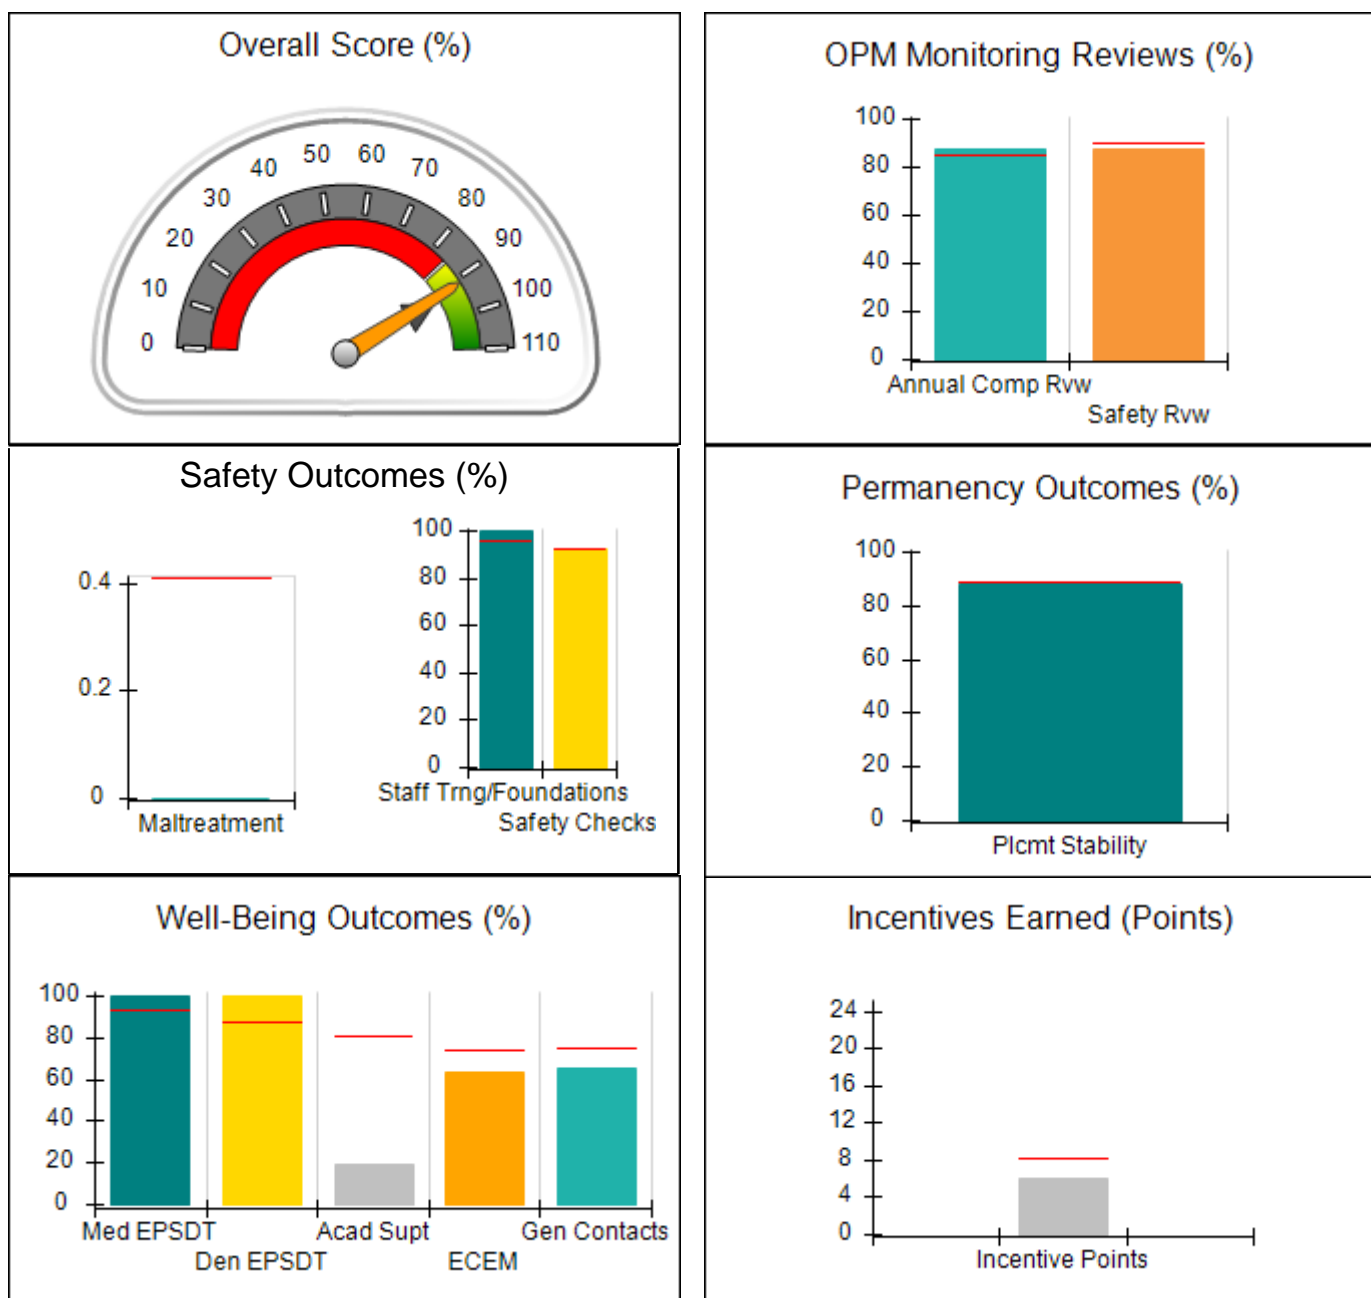 Overall Score (%)
0
10
20
30
40
50
60
70
80
90
100
110
OPM Monitoring Reviews (%)
100
80
60
40
20
0
Annual Comp Rvw
Safety Rvw
Safety Outcomes (%)
0.4
0.2
0
Maltreatment
100
80
60
40
20
0
Staff Trng/Foundations
Safety Checks
Permanency Outcomes (%)
100
80
60
40
20
0
Plcmt Stability
Well-Being Outcomes (%)
100
80
60
40
20
0
Med EPSDT
Den EPSDT
Acad Supt
ECEM
Gen Contacts
Incentives Earned (Points)
24
20
16
12
8
4
0
Incentive Points